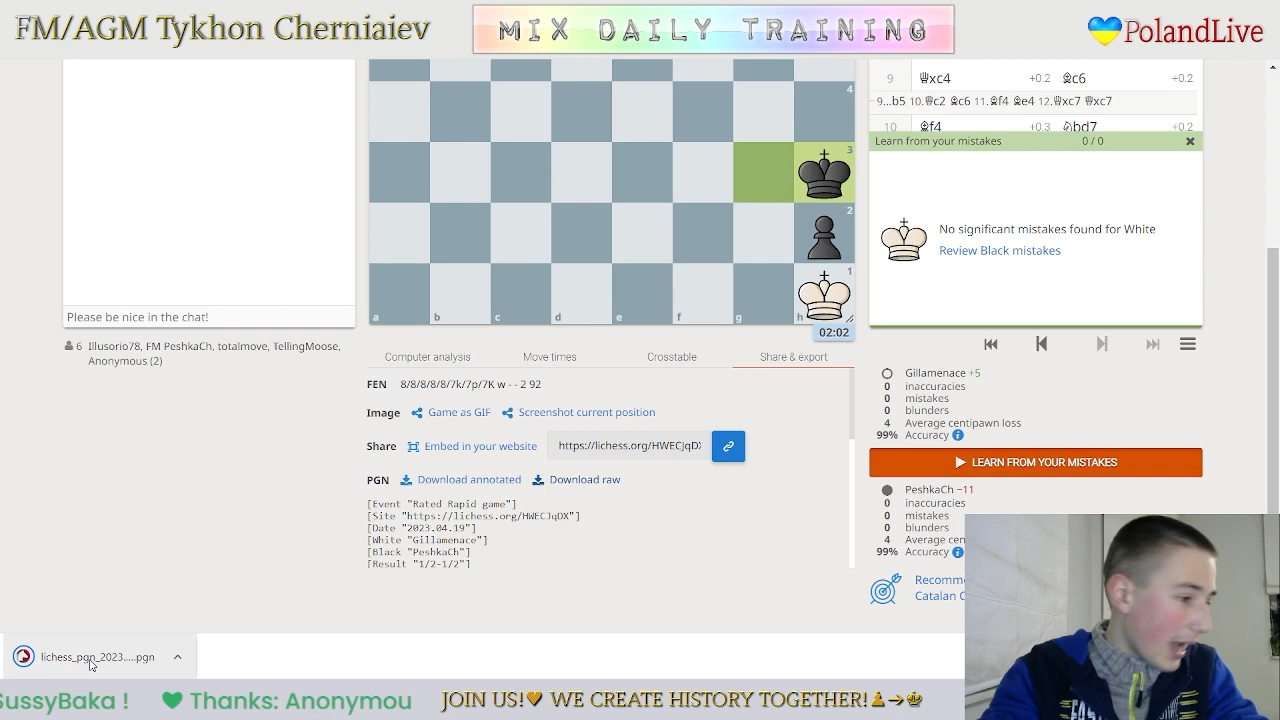 FM/AGM Tykhon Cherniaiev
MIX DAILY TRAINING
PolandLive
9 ♕xc4 +0.2 ♗c6 +0.2
9...b5 10.♕c2 ♗c6 11.♗f4 ♗e4 12.♕xc7 ♕xc7
10 ♗f4 +0.3 ♘bd7 +0.2
Learn from your mistakes 0 / 0 ×
No significant mistakes found for White
Review Black mistakes
4
3
2
1
a b c d e f g h
02:02
Please be nice in the chat!
6 Illusorio78, FM PeshkaCh, totalmove, TellingMoose,
Anonymous (2)
Computer analysis Move times Crosstable Share & export
FEN 8/8/8/8/8/7k/7p/7K w - - 2 92
Image Game as GIF Screenshot current position
Share Embed in your website https://lichess.org/HWECJqDX
PGN Download annotated Download raw
[Event "Rated Rapid game"]
[Site "https://lichess.org/HWECJqDX"]
[Date "2023.04.19"]
[White "Gillamenace"]
[Black "PeshkaCh"]
[Result "1/2-1/2"]
Gillamenace +5
0 inaccuracies
0 mistakes
0 blunders
4 Average centipawn loss
99% Accuracy
LEARN FROM YOUR MISTAKES
PeshkaCh −11
0 inaccuracies
0 mistakes
0 blunders
4 Average cen
99% Accuracy
Recomm
Catalan
lichess_pgn_2023.....pgn
SussyBaka ! Thanks: Anonymou
JOIN US! WE CREATE HISTORY TOGETHER!